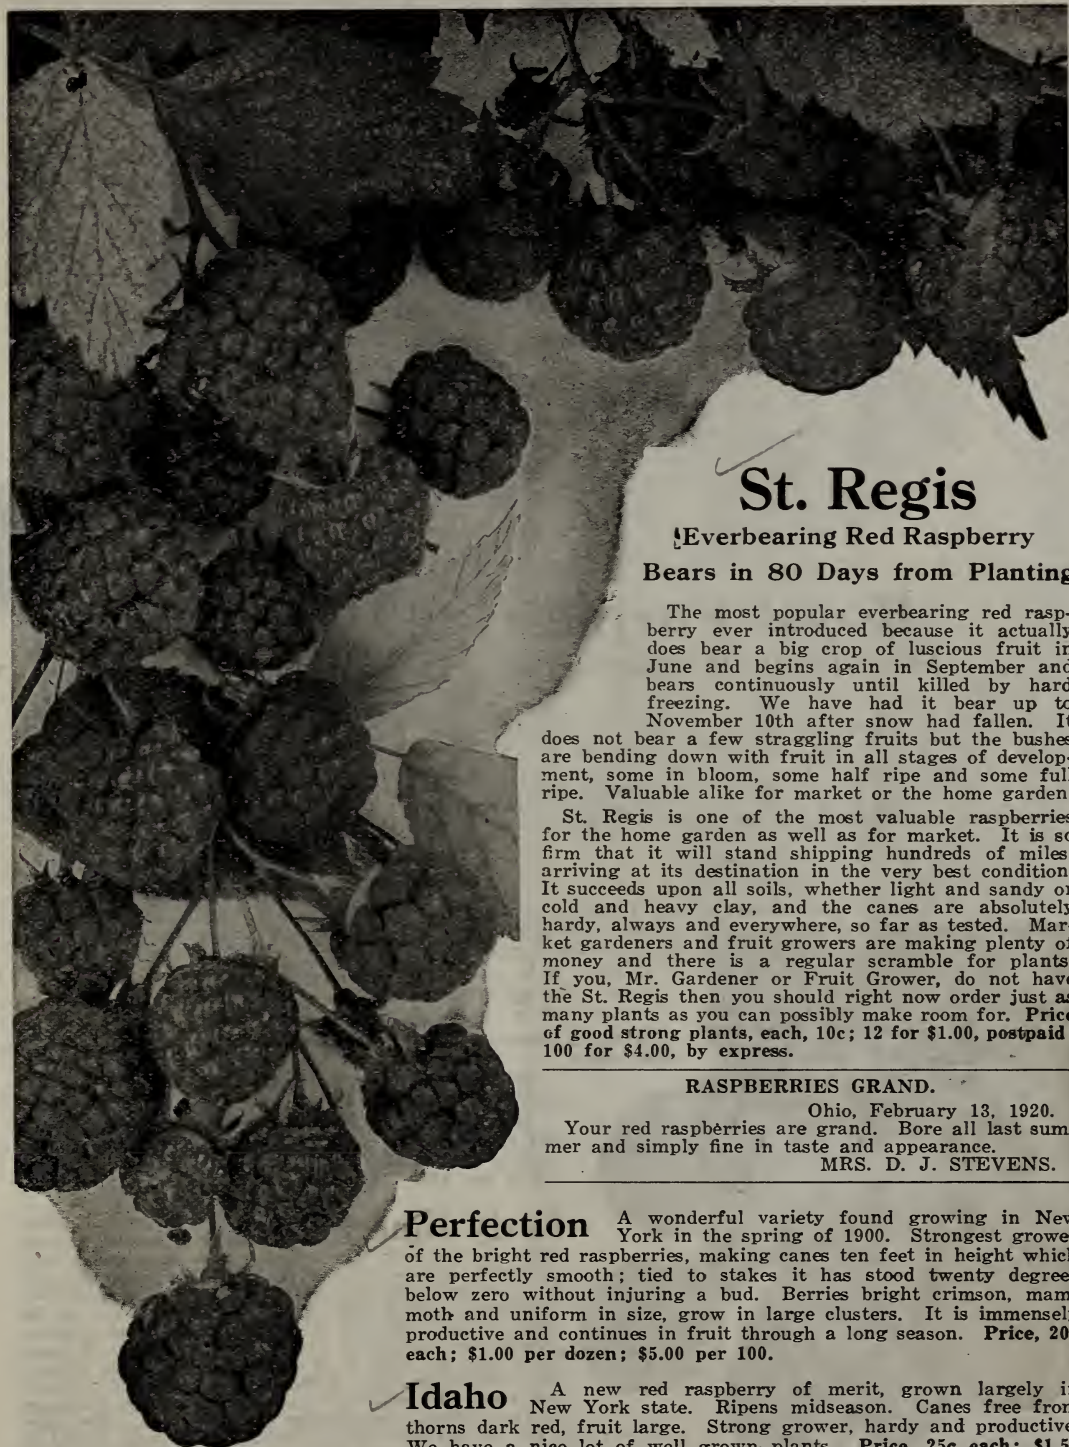 St. Regis
Everbearing Red Raspberry
Bears in 80 Days from Planting
The most popular everbearing red rasp-
berry ever introduced because it actually
does bear a big crop of luscious fruit in
June and begins again in September and
bears continuously until killed by hard
freezing. We have had it bear up to
November 10th after snow had fallen. It
does not bear a few straggling fruits but the bushes
are bending down with fruit in all stages of develop-
ment, some in bloom, some half ripe and some full
ripe. Valuable alike for market or the home garden
St. Regis is one of the most valuable raspberries
for the home garden as well as for market. It is so
firm that it will stand shipping hundreds of miles
arriving at its destination in the very best condition
It succeeds upon all soils, whether light and sandy or
cold and heavy clay, and the canes are absolutely
hardy, always and everywhere, so far as tested. Mar-
ket gardeners and fruit growers are making plenty of
money and there is a regular scramble for plants
If you, Mr. Gardener or Fruit Grower, do not have
the St. Regis then you should right now order just as
many plants as you can possibly make room for. Price
of good strong plants, each, 10c; 12 for $1.00, postpaid
100 for $4.00, by express.
RASPBERRIES GRAND.
Ohio, February 13, 1920.
Your red raspberries are grand. Bore all last sum
mer and simply fine in taste and appearance.
MRS. D. J. STEVENS.
Perfection A wonderful variety found growing in New
York in the spring of 1900. Strongest growe
of the bright red raspberries, making canes ten feet in height which
are perfectly smooth; tied to stakes it has stood twenty degree
below zero without injuring a bud. Berries bright crimson, mam
moth and uniform in size, grow in large clusters. It is immensel
productive and continues in fruit through a long season. Price, 20
each; $1.00 per dozen; $5.00 per 100.
Idaho A new red raspberry of merit, grown largely i
New York state. Ripens midseason. Canes free from
thorns dark red, fruit large. Strong grower, hardy and productive
We have a nice lot of well grown plants. Price, 25c each; $1.5